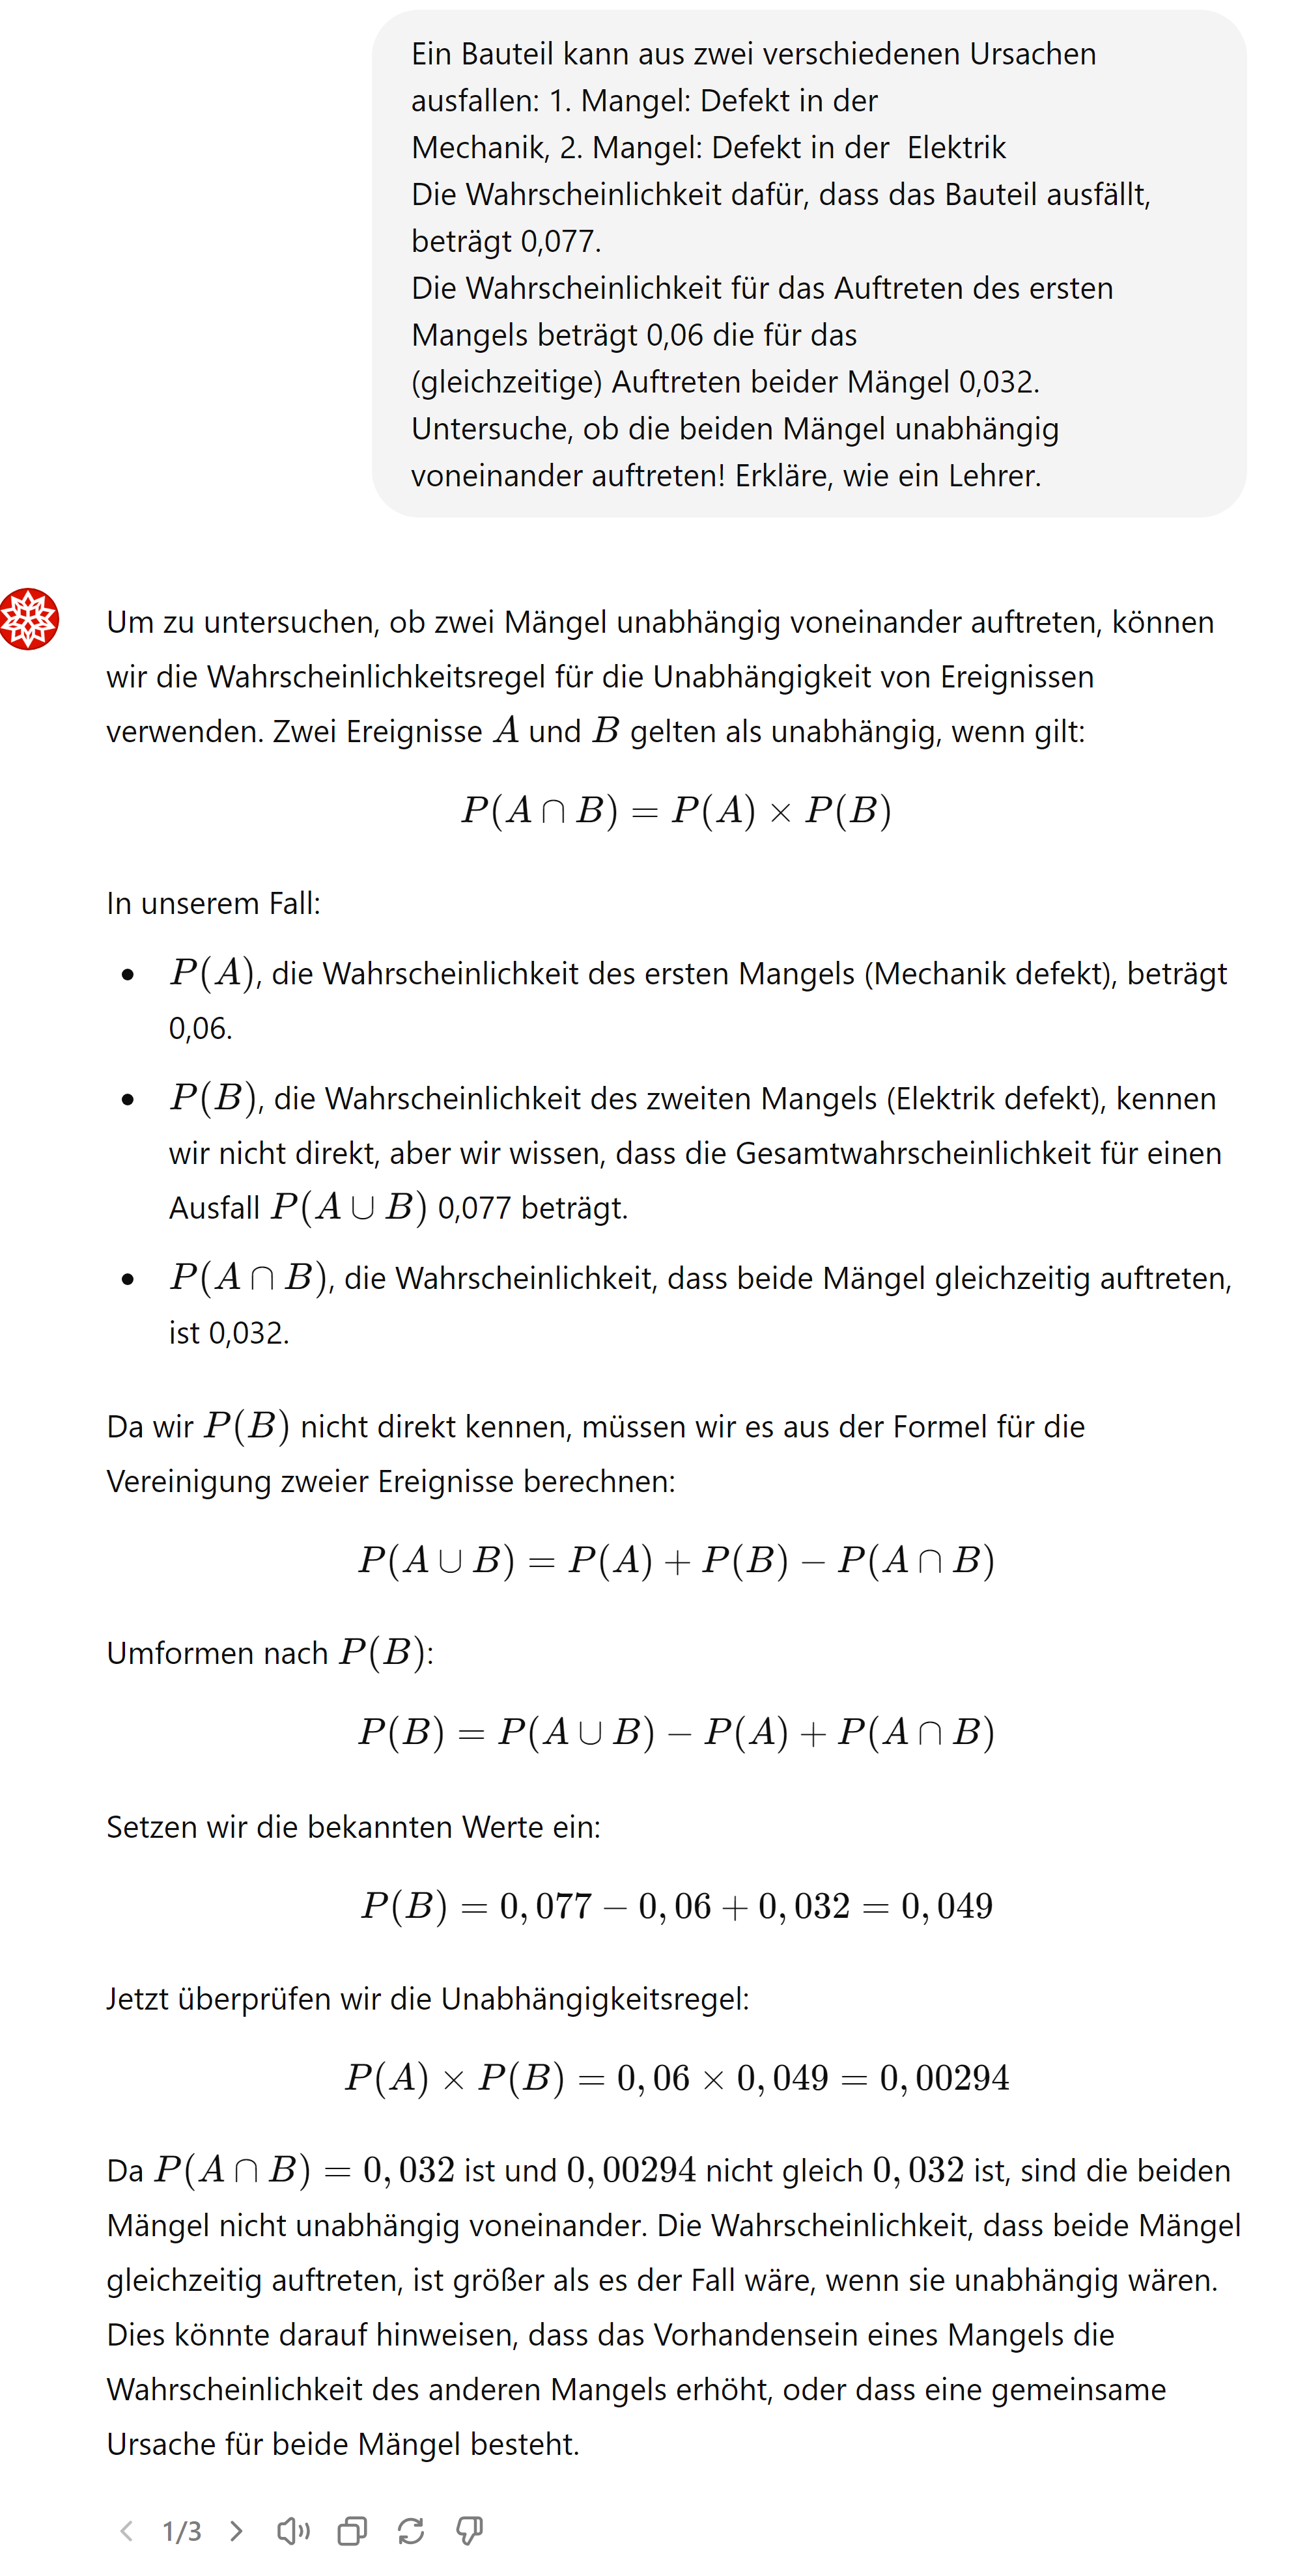 Ein Bauteil kann aus zwei verschiedenen Ursachen
ausfallen: 1. Mangel: Defekt in der
Mechanik, 2. Mangel: Defekt in der  Elektrik
Die Wahrscheinlichkeit dafür, dass das Bauteil ausfällt,
beträgt 0,077.
Die Wahrscheinlichkeit für das Auftreten des ersten
Mangels beträgt 0,06 die für das
(gleichzeitige) Auftreten beider Mängel 0,032.
Untersuche, ob die beiden Mängel unabhängig
voneinander auftreten! Erkläre, wie ein Lehrer.
Um zu untersuchen, ob zwei Mängel unabhängig voneinander auftreten, können
wir die Wahrscheinlichkeitsregel für die Unabhängigkeit von Ereignissen
verwenden. Zwei Ereignisse A und B gelten als unabhängig, wenn gilt:
P(A ∩ B) = P(A) × P(B)
In unserem Fall:
• P(A), die Wahrscheinlichkeit des ersten Mangels (Mechanik defekt), beträgt
0,06.
• P(B), die Wahrscheinlichkeit des zweiten Mangels (Elektrik defekt), kennen
wir nicht direkt, aber wir wissen, dass die Gesamtwahrscheinlichkeit für einen
Ausfall P(A ∪ B) 0,077 beträgt.
• P(A ∩ B), die Wahrscheinlichkeit, dass beide Mängel gleichzeitig auftreten,
ist 0,032.
Da wir P(B) nicht direkt kennen, müssen wir es aus der Formel für die
Vereinigung zweier Ereignisse berechnen:
P(A ∪ B) = P(A) + P(B) − P(A ∩ B)
Umformen nach P(B):
P(B) = P(A ∪ B) − P(A) + P(A ∩ B)
Setzen wir die bekannten Werte ein:
P(B) = 0, 077 − 0, 06 + 0, 032 = 0, 049
Jetzt überprüfen wir die Unabhängigkeitsregel:
P(A) × P(B) = 0, 06 × 0, 049 = 0, 00294
Da P(A ∩ B) = 0, 032 ist und 0, 00294 nicht gleich 0, 032 ist, sind die beiden
Mängel nicht unabhängig voneinander. Die Wahrscheinlichkeit, dass beide Mängel
gleichzeitig auftreten, ist größer als es der Fall wäre, wenn sie unabhängig wären.
Dies könnte darauf hinweisen, dass das Vorhandensein eines Mangels die
Wahrscheinlichkeit des anderen Mangels erhöht, oder dass eine gemeinsame
Ursache für beide Mängel besteht.
1/3